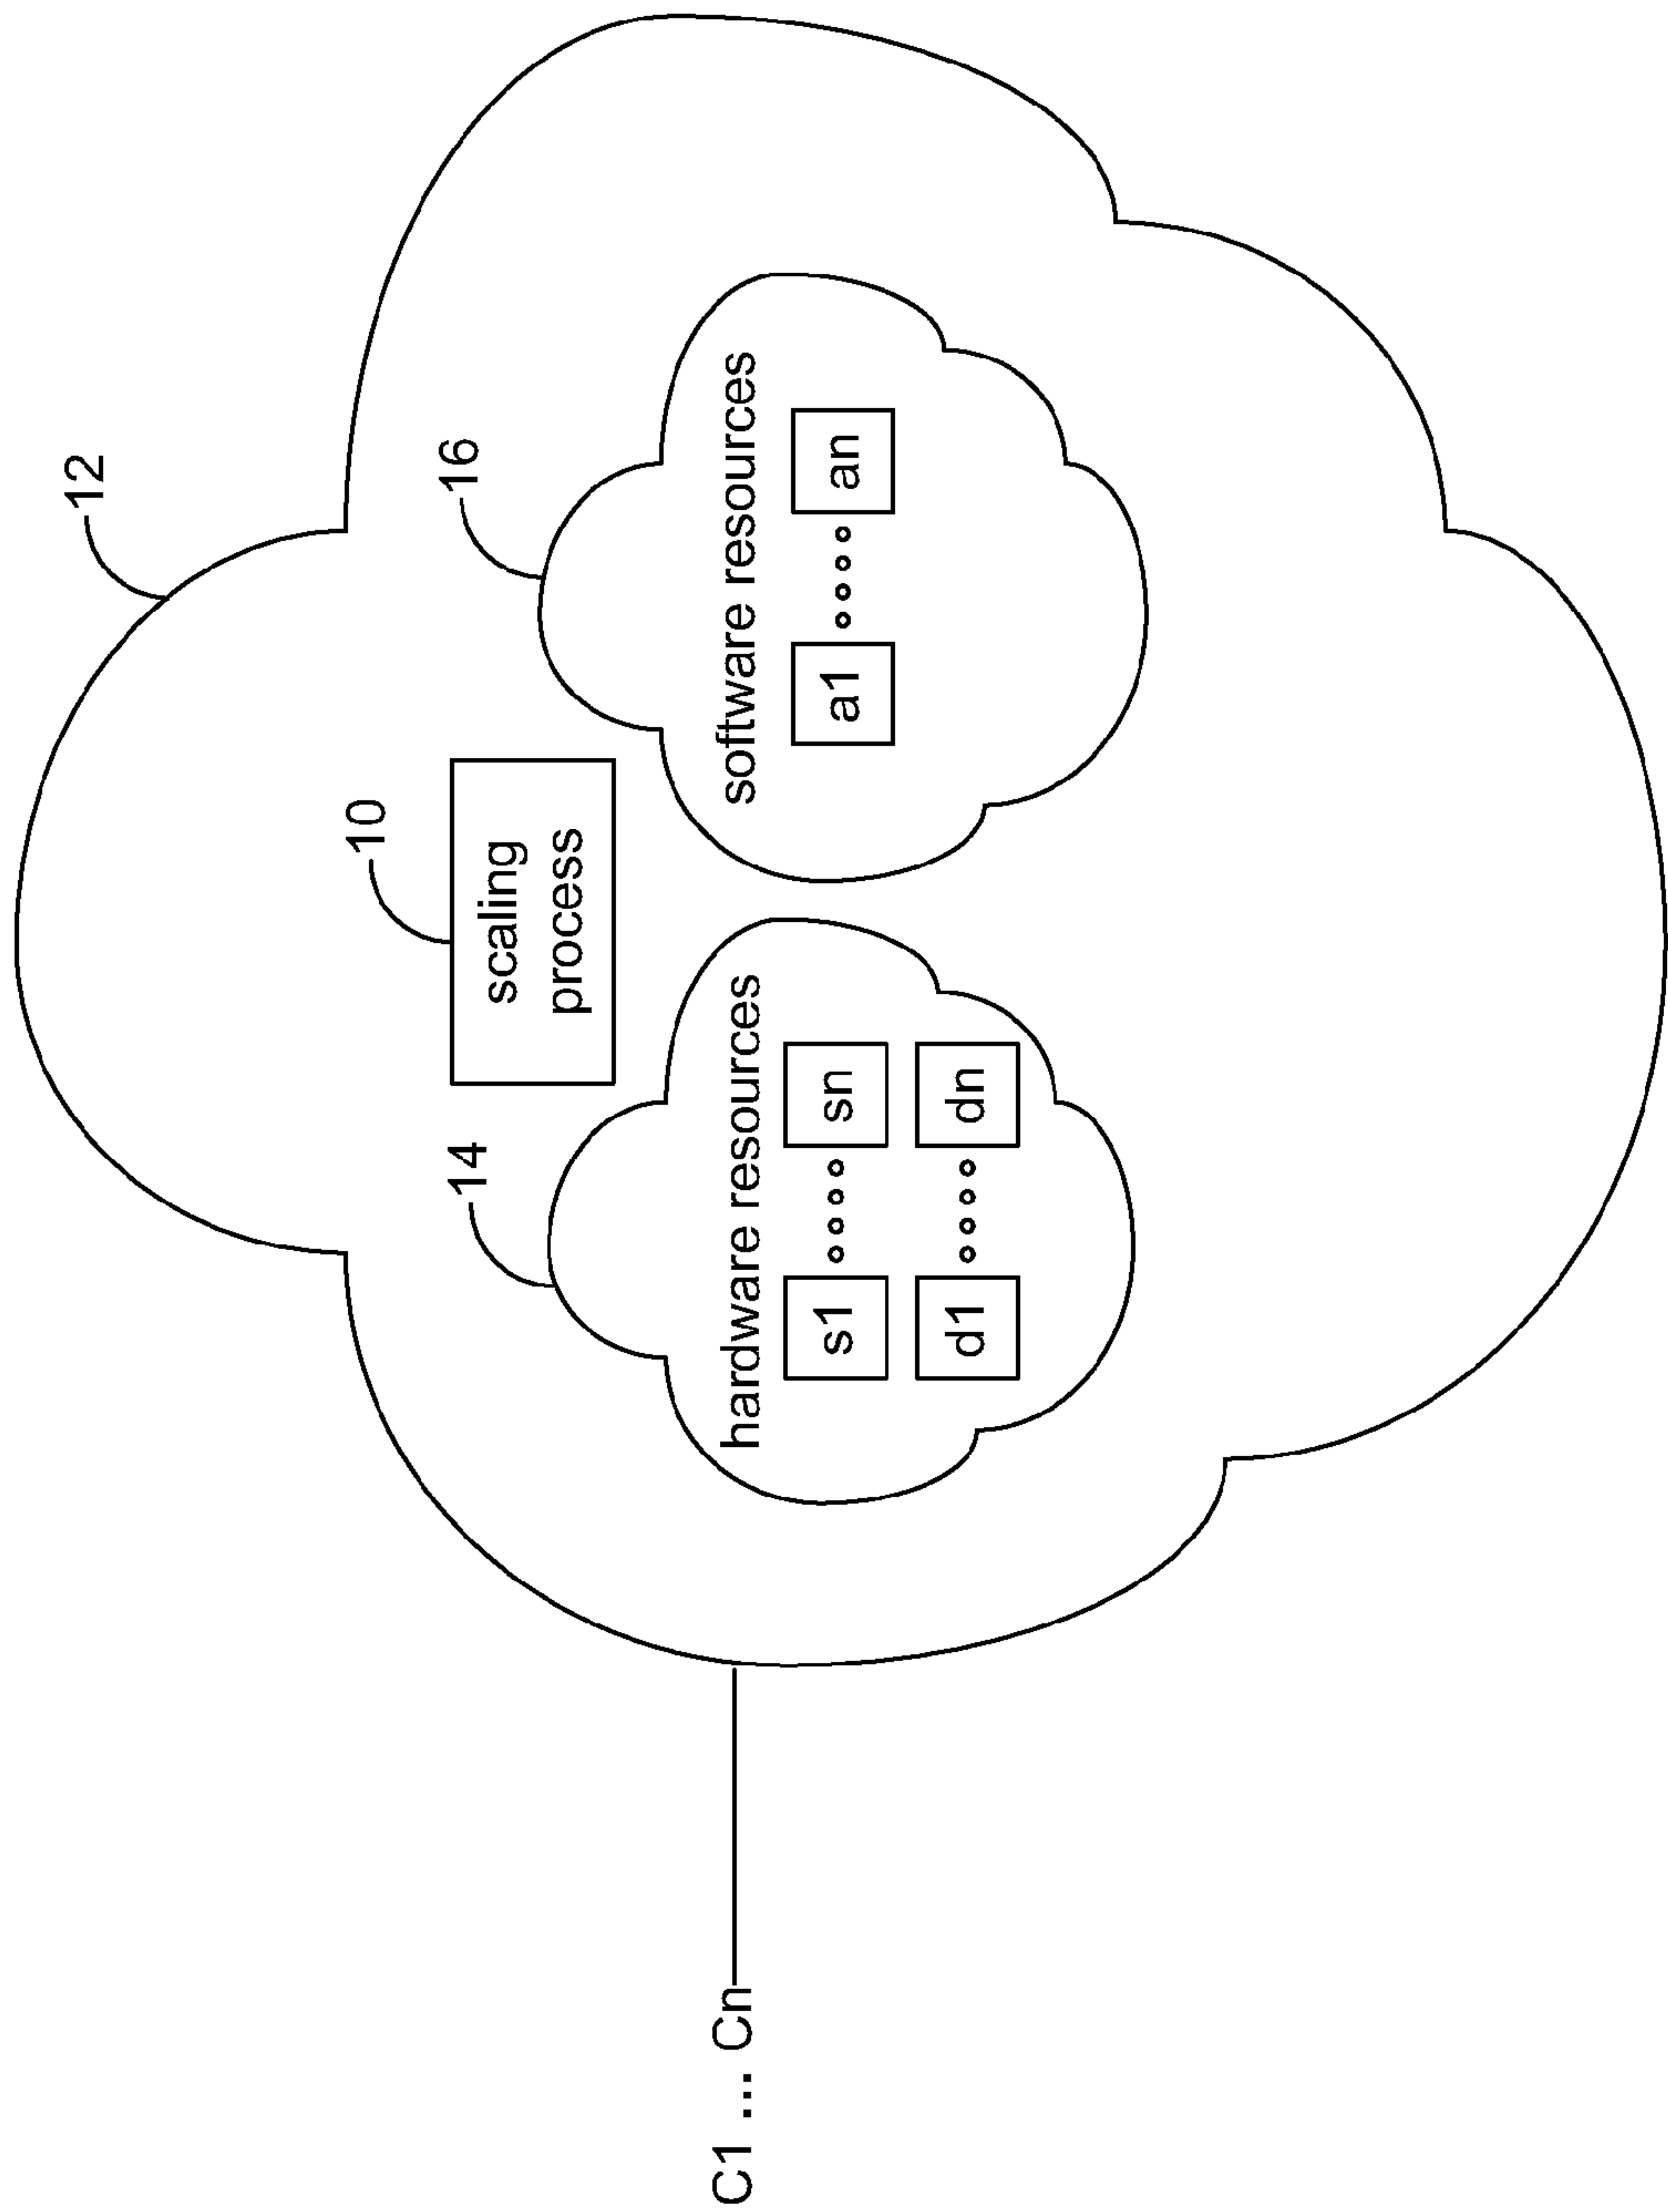 12
10
scaling
process
14
16
hardware resources
software resources
s1
sn
a1
an
d1
dn
C1 ... Cn